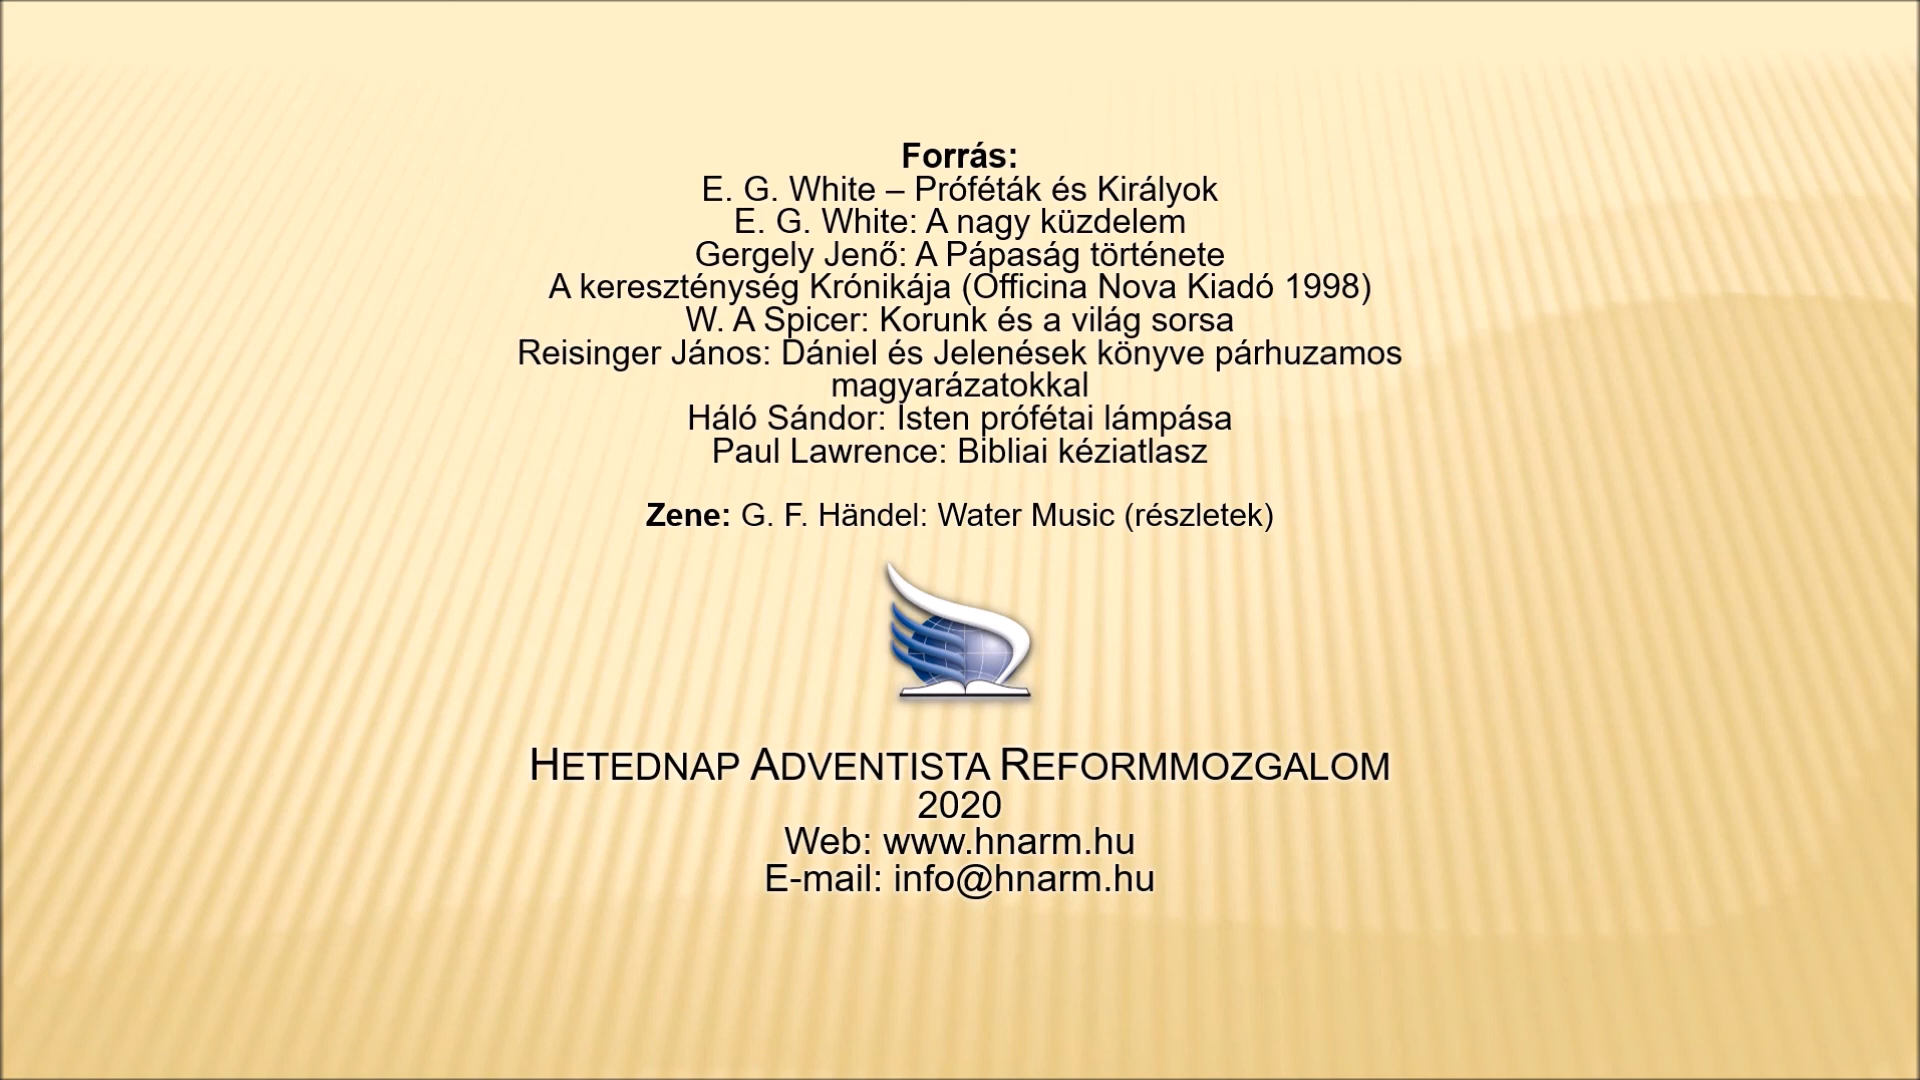 Forrás:
E. G. White – Próféták és Királyok
E. G. White: A nagy küzdelem
Gergely Jenő: A Pápaság története
A kereszténység Krónikája (Officina Nova Kiadó 1998)
W. A Spicer: Korunk és a világ sorsa
Reisinger János: Dániel és Jelenések könyve párhuzamos
magyarázatokkal
Háló Sándor: Isten prófétai lámpása
Paul Lawrence: Bibliai kéziatlasz
Zene: G. F. Händel: Water Music (részletek)
HETEDNAP ADVENTISTA REFORMMOZGALOM
2020
Web: www.hnarm.hu
E-mail: info@hnarm.hu